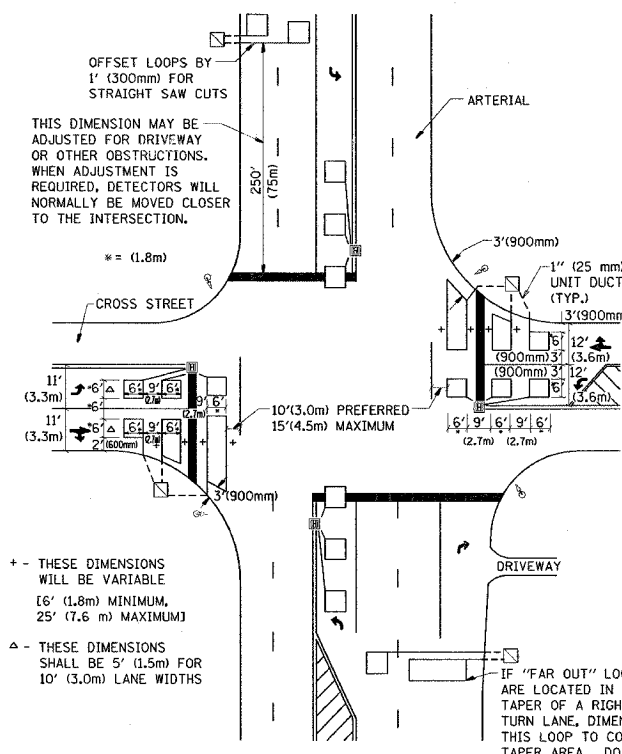 OFFSET LOOPS BY
1' (300mm) FOR
STRAIGHT SAW CUTS
THIS DIMENSION MAY BE
ADJUSTED FOR DRIVEWAY
OR OTHER OBSTRUCTIONS.
WHEN ADJUSTMENT IS
REQUIRED, DETECTORS WILL
NORMALLY BE MOVED CLOSER
TO THE INTERSECTION.
* = (1.8m)
250'
(75m)
ARTERIAL
3'(900mm)
1" (25 mm)
UNIT DUCT
(TYP.)
3'(900mm)
CROSS STREET
H
11'
(3.3m)
*6'
△
6'
*
9'
6'
*
(2.7m)
*6'
11'
(3.3m)
*6'
△
6'
*
9'
6'
*
(2.7m)
2'(600mm)
H
9'
6'
*
(2.7m)
+
+
3'(900mm)
10'(3.0m) PREFERRED
15'(4.5m) MAXIMUM
+
+
+
(900mm) 3'
(900mm) 3'
*6'
*6'
12'
(3.6m)
12'
(3.6m)
H
6'
9'
6'
9'
6'
*
*
*
(2.7m)
(2.7m)
H
DRIVEWAY
+ - THESE DIMENSIONS
WILL BE VARIABLE
[6' (1.8m) MINIMUM,
25' (7.6 m) MAXIMUM]
△ - THESE DIMENSIONS
SHALL BE 5' (1.5m) FOR
10' (3.0m) LANE WIDTHS
IF "FAR OUT" LO
ARE LOCATED IN
TAPER OF A RIGH
TURN LANE, DIMEN
THIS LOOP TO CO
TAPER AREA. DO